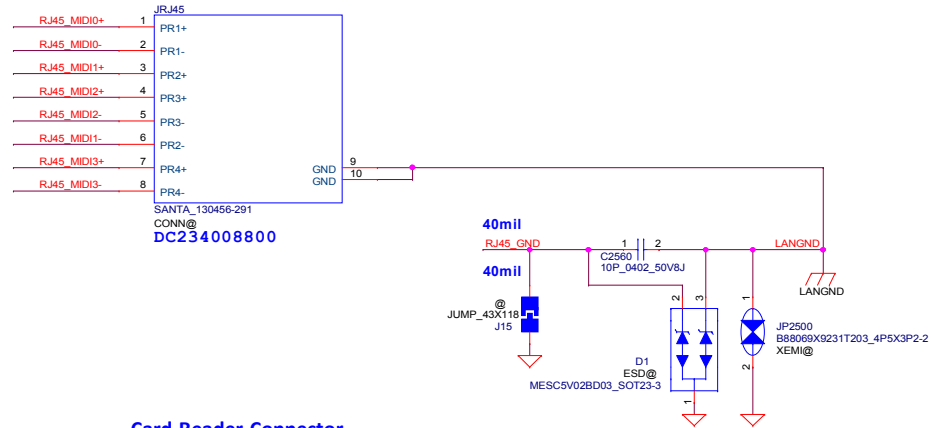 JRJ45
RJ45_MIDI0+ 1 PR1+
RJ45_MIDI0- 2 PR1-
RJ45_MIDI1+ 3 PR2+
RJ45_MIDI2+ 4 PR3+
RJ45_MIDI2- 5 PR3-
RJ45_MIDI1- 6 PR2-
RJ45_MIDI3+ 7 PR4+ GND 9
RJ45_MIDI3- 8 PR4- GND 10
SANTA_130456-291
CONN@
DC234008800
40mil
RJ45_GND 1 2 LANGND
C2560
10P_0402_50V8J
40mil
LANGND
@
JUMP_43X118
J15
2 3
D1
ESD@
MESC5V02BD03_SOT23-3
1
1
JP2500
B88069X9231T203_4P5X3P2-2
XEMI@
2
Card Reader Connector